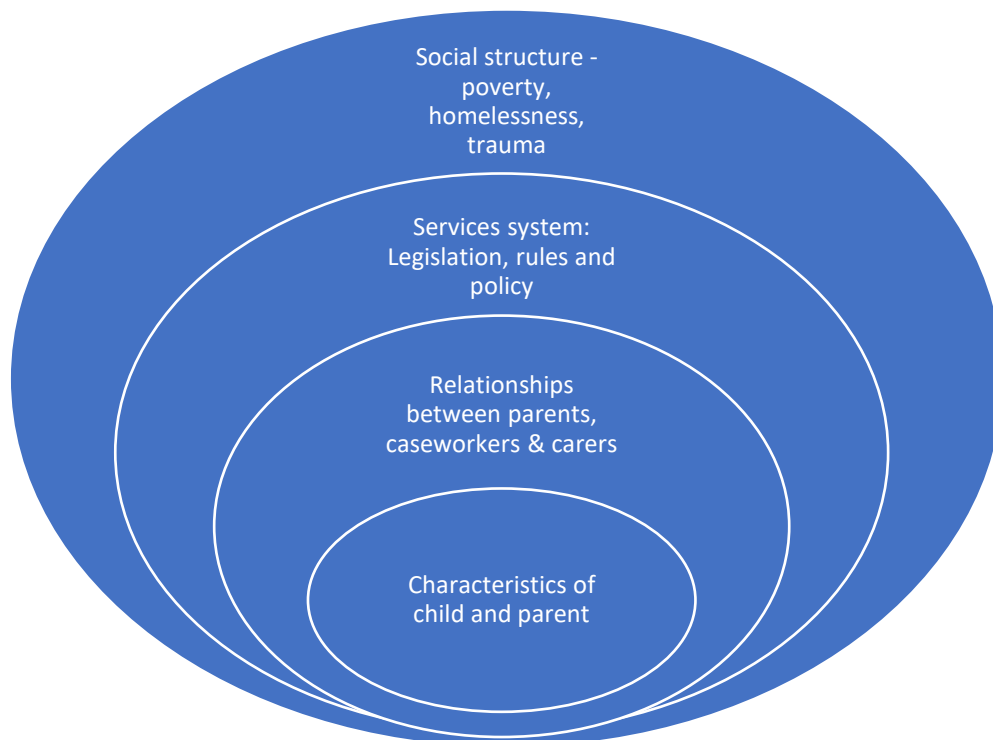 Social structure -
poverty,
homelessness,
trauma
Services system:
Legislation, rules and
policy
Relationships
between parents,
caseworkers & carers
Characteristics of
child and parent